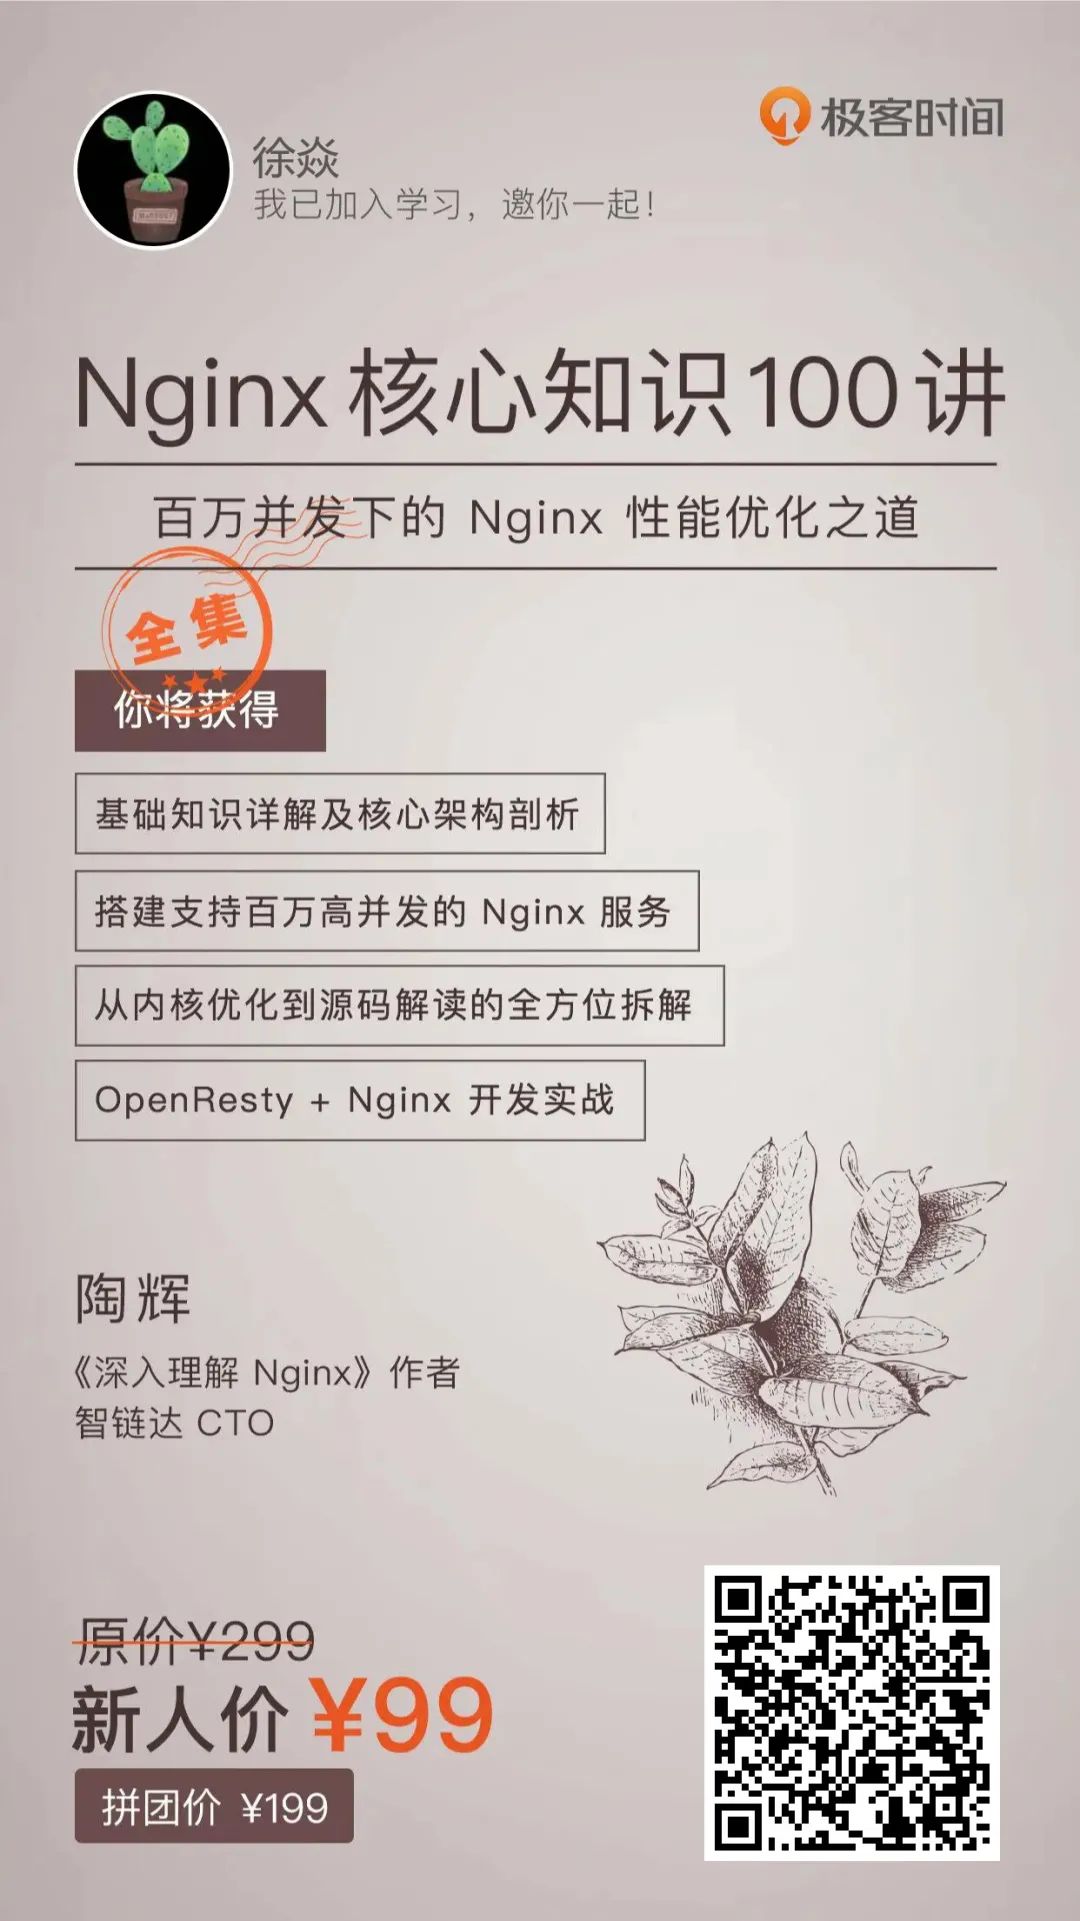 极客时间
徐焱
我已加入学习，邀你一起！
Nginx 核心知识100讲
百万并发下的 Nginx 性能优化之道
全集
你将获得
基础知识详解及核心架构剖析
搭建支持百万高并发的 Nginx 服务
从内核优化到源码解读的全方位拆解
OpenResty + Nginx 开发实战
陶辉
《深入理解 Nginx》作者
智链达 CTO
原价¥299
新人价 ¥99
拼团价 ¥199